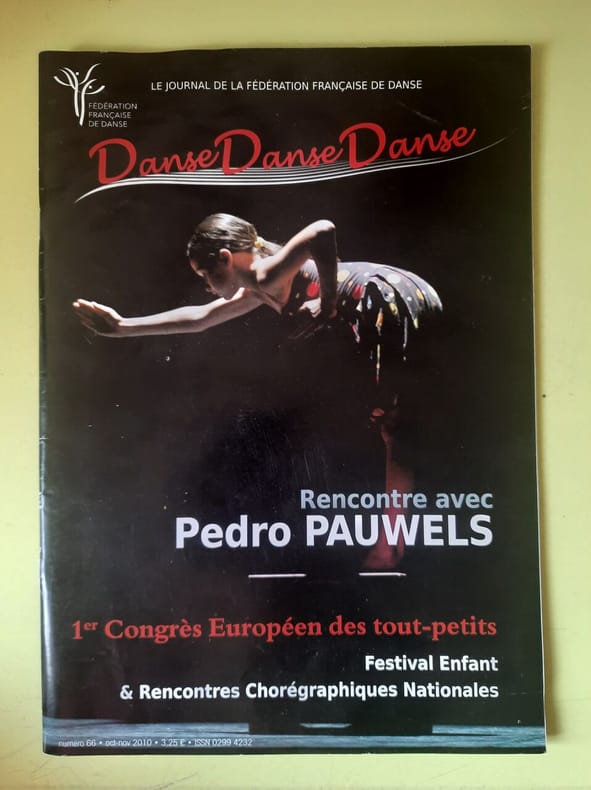 LE JOURNAL DE LA FÉDÉRATION FRANÇAISE DE DANSE
FÉDÉRATION
FRANÇAISE
DE DANSE
DanseDanseDanse
Rencontre avec
Pedro PAUWELS
1er Congrès Européen des tout-petits
Festival Enfant
& Rencontres Chorégraphiques Nationales
numéro 66 • oct-nov 2010 • 3,25 € • ISSN 0299 4232